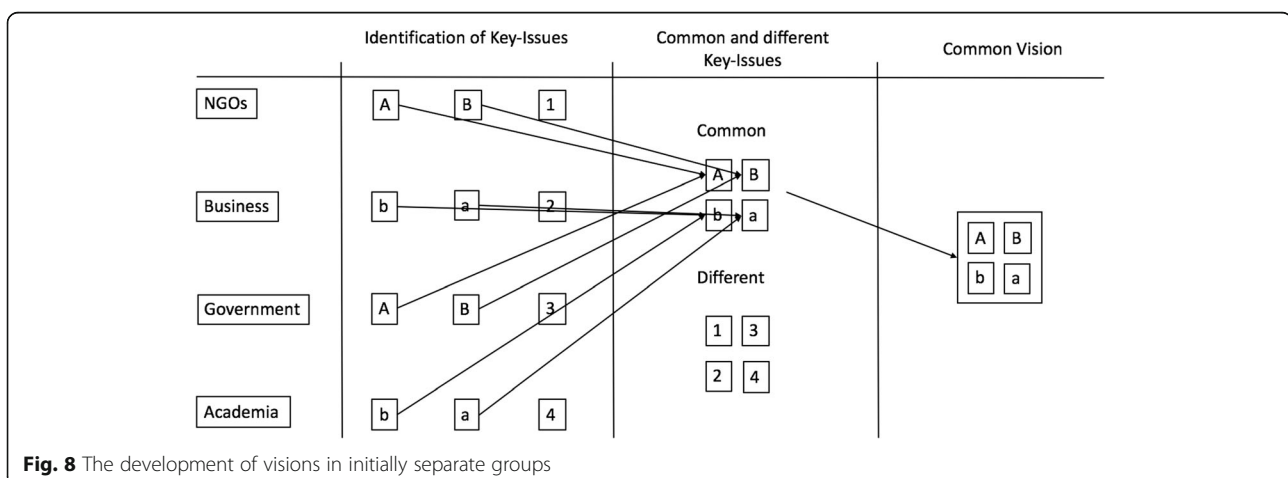 Identification of Key-Issues
Common and different
Key-Issues
Common Vision
NGOs
A B 1
Common
A B
Business
b a 2
b a
A B
b a
Different
Government
A B 3
1 3
2 4
Academia
b a 4
Fig. 8 The development of visions in initially separate groups